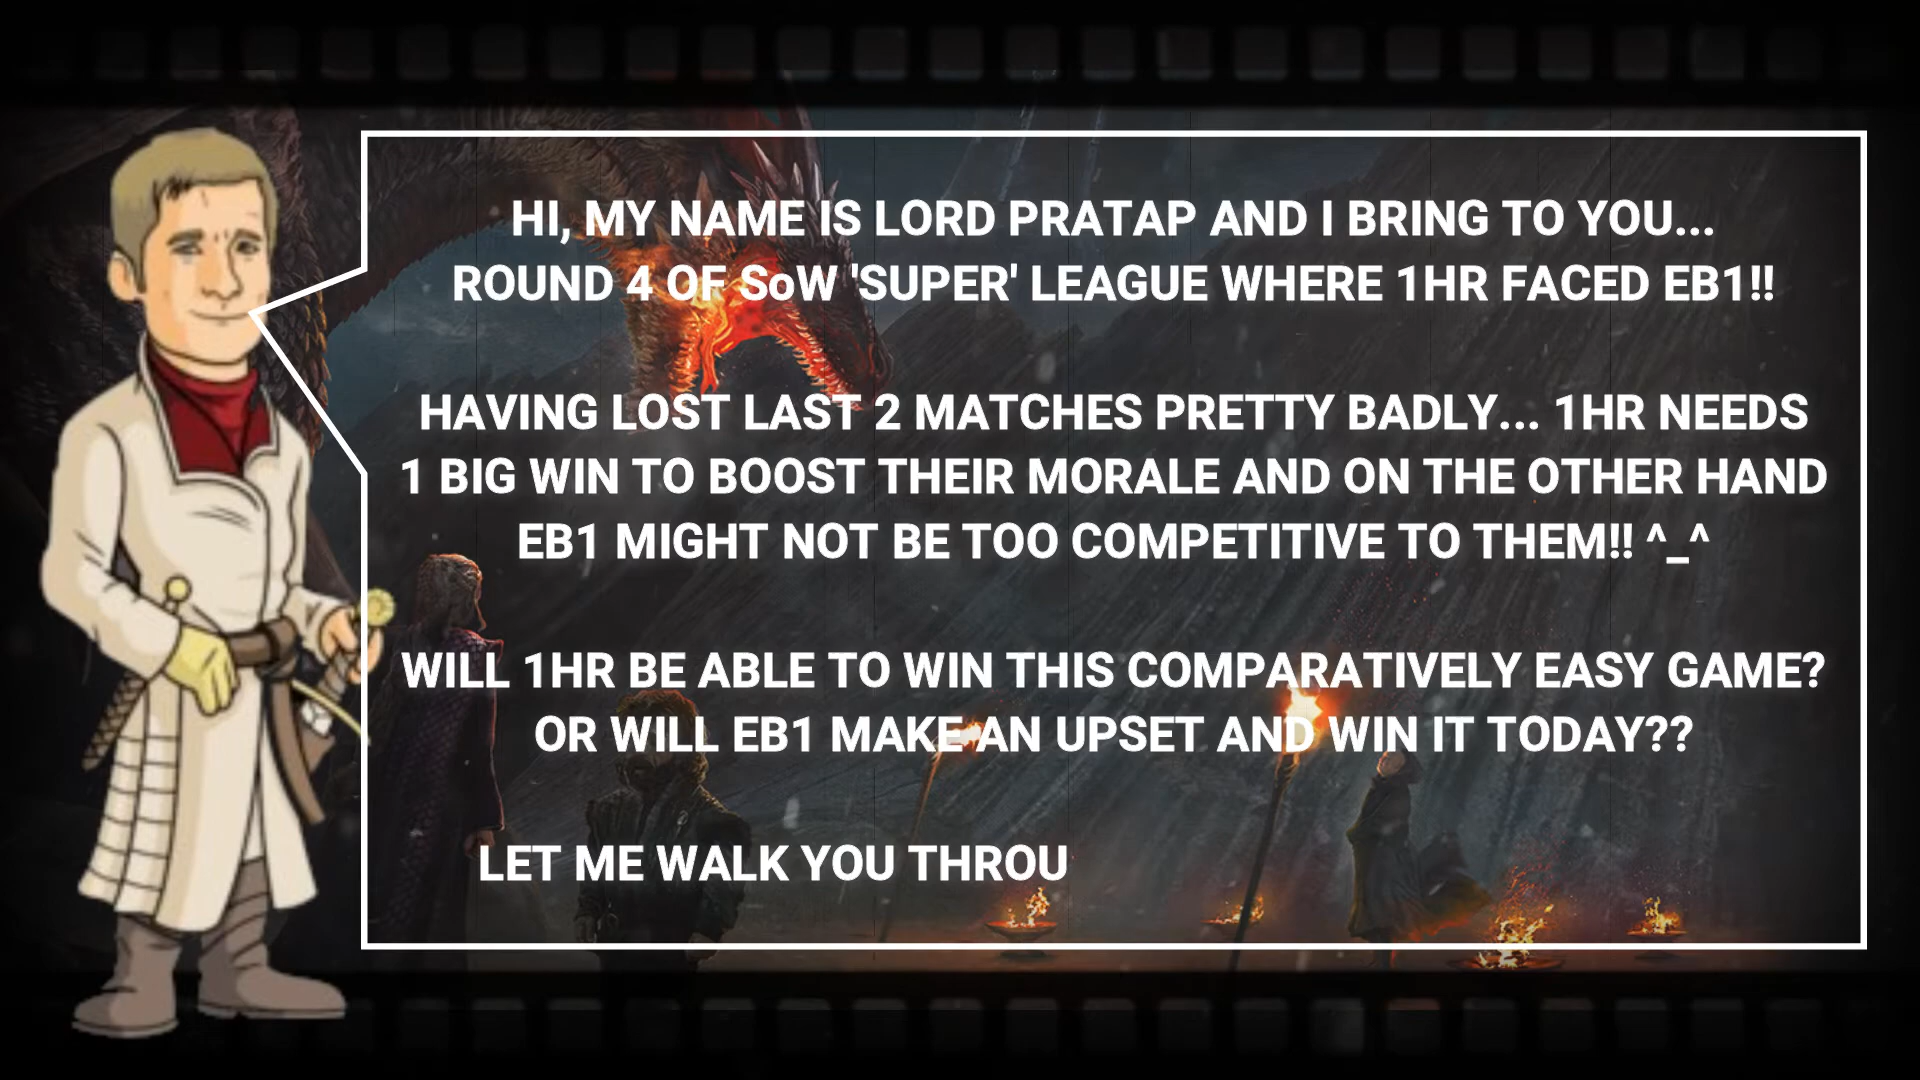 HI, MY NAME IS LORD PRATAP AND I BRING TO YOU...
ROUND 4 OF SoW 'SUPER' LEAGUE WHERE 1HR FACED EB1!!
HAVING LOST LAST 2 MATCHES PRETTY BADLY... 1HR NEEDS
1 BIG WIN TO BOOST THEIR MORALE AND ON THE OTHER HAND
EB1 MIGHT NOT BE TOO COMPETITIVE TO THEM!! ^_^
WILL 1HR BE ABLE TO WIN THIS COMPARATIVELY EASY GAME?
OR WILL EB1 MAKE AN UPSET AND WIN IT TODAY??
LET ME WALK YOU THROU